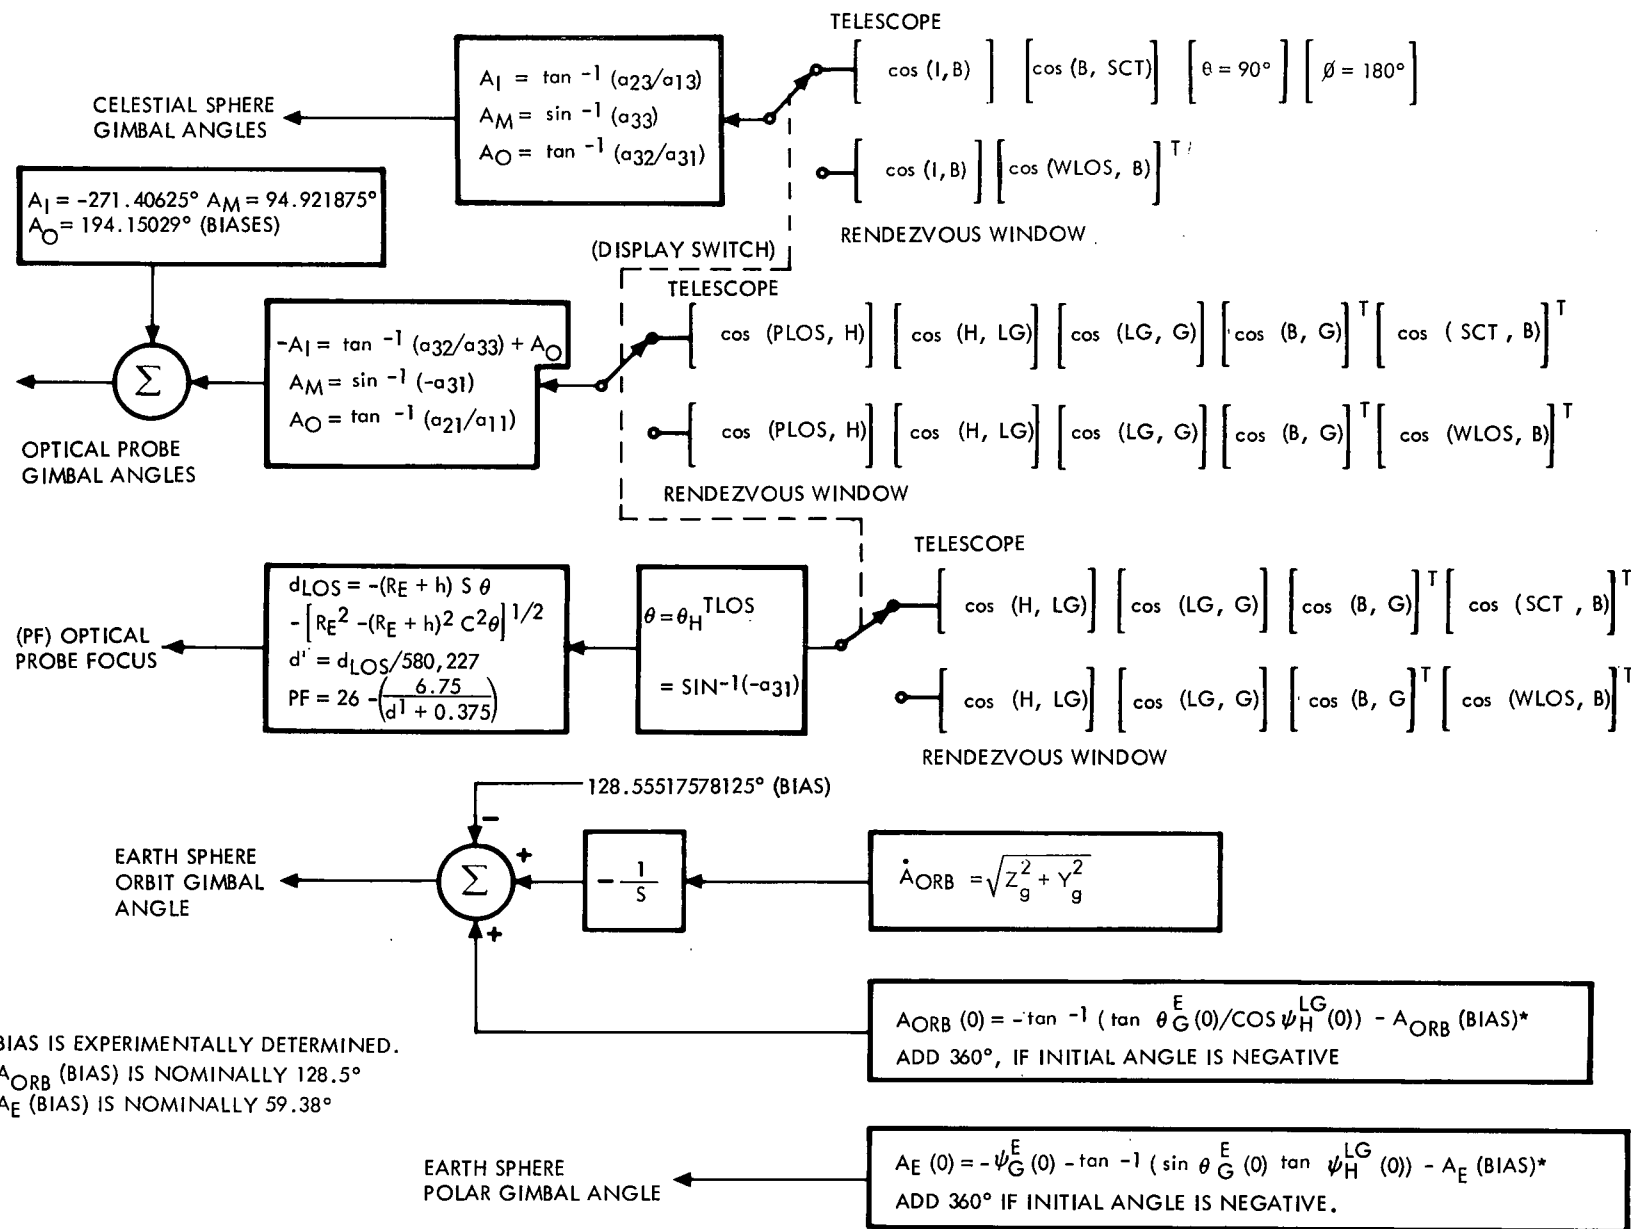 TELESCOPE
A_I = tan⁻¹ (a23/a13)
A_M = sin⁻¹ (a33)
A_O = tan⁻¹ (a32/a31)
[ cos (I,B) ] [ cos (B, SCT) ] [ θ = 90° ] [ ∅ = 180° ]
CELESTIAL SPHERE
GIMBAL ANGLES
[ cos (I,B) ] [ cos (WLOS, B) ]ᵀ
RENDEZVOUS WINDOW
A_I = -271.40625° A_M = 94.921875°
A_O = 194.15029° (BIASES)
(DISPLAY SWITCH)
TELESCOPE
-A_I = tan⁻¹ (a32/a33) + A_O
A_M = sin⁻¹ (-a31)
A_O = tan⁻¹ (a21/a11)
Σ
[ cos (PLOS, H) ] [ cos (H, LG) ] [ cos (LG, G) ] [ cos (B, G) ]ᵀ [ cos ( SCT , B) ]ᵀ
[ cos (PLOS, H) ] [ cos (H, LG) ] [ cos (LG, G) ] [ cos (B, G) ]ᵀ [ cos (WLOS, B) ]ᵀ
OPTICAL PROBE
GIMBAL ANGLES
RENDEZVOUS WINDOW
TELESCOPE
d_LOS = -(R_E + h) S θ
- [R_E² -(R_E + h)² C²θ]^1/2
d' = d_LOS/580,227
PF = 26 -(6.75/(d¹ + 0.375))
θ = θ_H^TLOS
= SIN⁻¹(-a31)
[ cos (H, LG) ] [ cos (LG, G) ] [ cos (B, G) ]ᵀ [ cos (SCT , B) ]ᵀ
(PF) OPTICAL
PROBE FOCUS
[ cos (H, LG) ] [ cos (LG, G) ] [ cos (B, G ]ᵀ [ cos (WLOS, B) ]ᵀ
RENDEZVOUS WINDOW
128.55517578125° (BIAS)
-
EARTH SPHERE
ORBIT GIMBAL
ANGLE
Σ
+
- 1/S
Ȧ_ORB = √(Z_g² + Y_g²)
+
A_ORB (0) = -tan⁻¹ ( tan θ_G^E (0)/COS ψ_H^LG (0)) - A_ORB (BIAS)*
ADD 360°, IF INITIAL ANGLE IS NEGATIVE
BIAS IS EXPERIMENTALLY DETERMINED.
A_ORB (BIAS) IS NOMINALLY 128.5°
A_E (BIAS) IS NOMINALLY 59.38°
EARTH SPHERE
POLAR GIMBAL ANGLE
A_E (0) = -ψ_G^E (0) -tan⁻¹ ( sin θ_G^E (0) tan ψ_H^LG (0)) - A_E (BIAS)*
ADD 360° IF INITIAL ANGLE IS NEGATIVE.